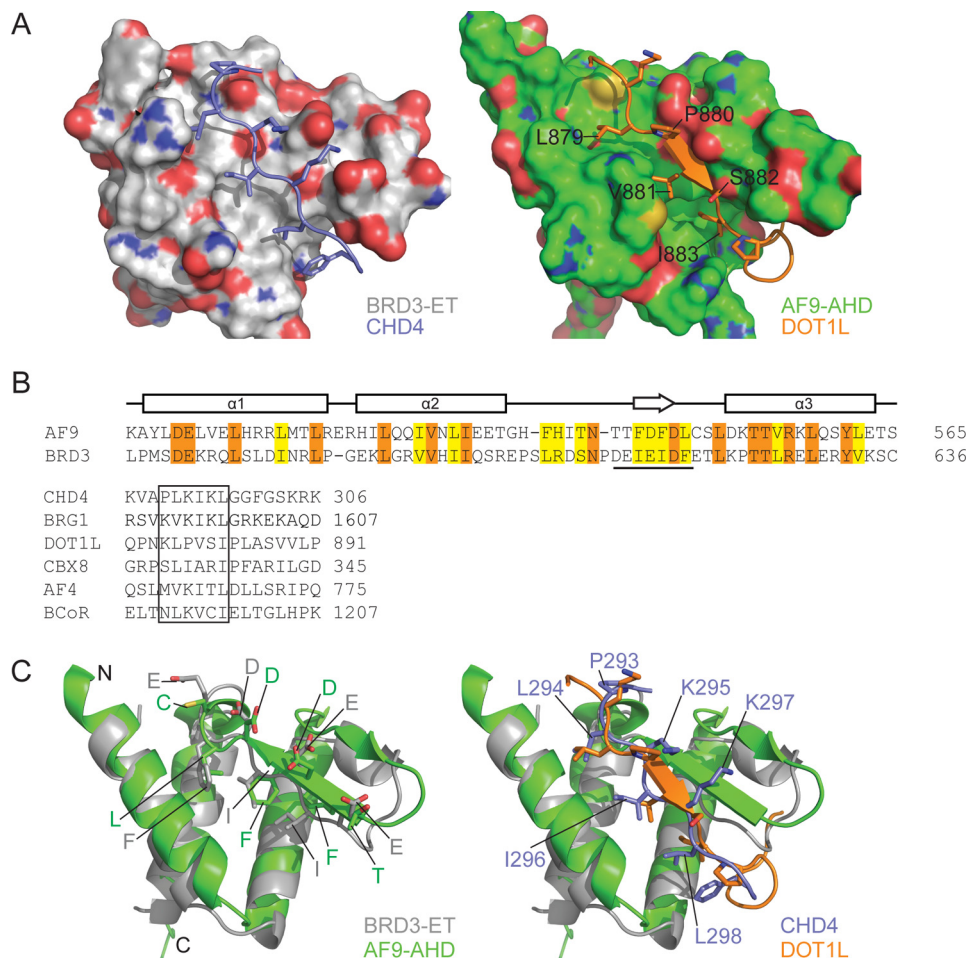 A
L879
P880
V881
S882
I883
BRD3-ET
CHD4
AF9-AHD
DOT1L
B
α1 α2 α3
AF9 KAYLDELVELHRRLMTLRERHILQQIVNLIEETGH-FHITN-TTFDFDLCSLDKTTVRKLQSYLETS 565
BRD3 LPMSDEKRQLSLDINRLP-GEKLGRVVHIIQSREPSLRDSNPDEIEIDFETLKPTTLRELERYVKSC 636
CHD4 KVAPLKIKLGGFGSKRK 306
BRG1 RSVKVKIKLGRKEKAQD 1607
DOT1L QPNKLPVSIPLASVVLP 891
CBX8 GRPSLIARIPFARILGD 345
AF4 QSLMVKITLDLLSRIPQ 775
BCoR ELTNLKVCIELTGLHPK 1207
C
N
E
C
D
D
D
E
L
F
I
F
I
F
T
E
C
BRD3-ET
AF9-AHD
P293
L294
K295
K297
I296
L298
CHD4
DOT1L